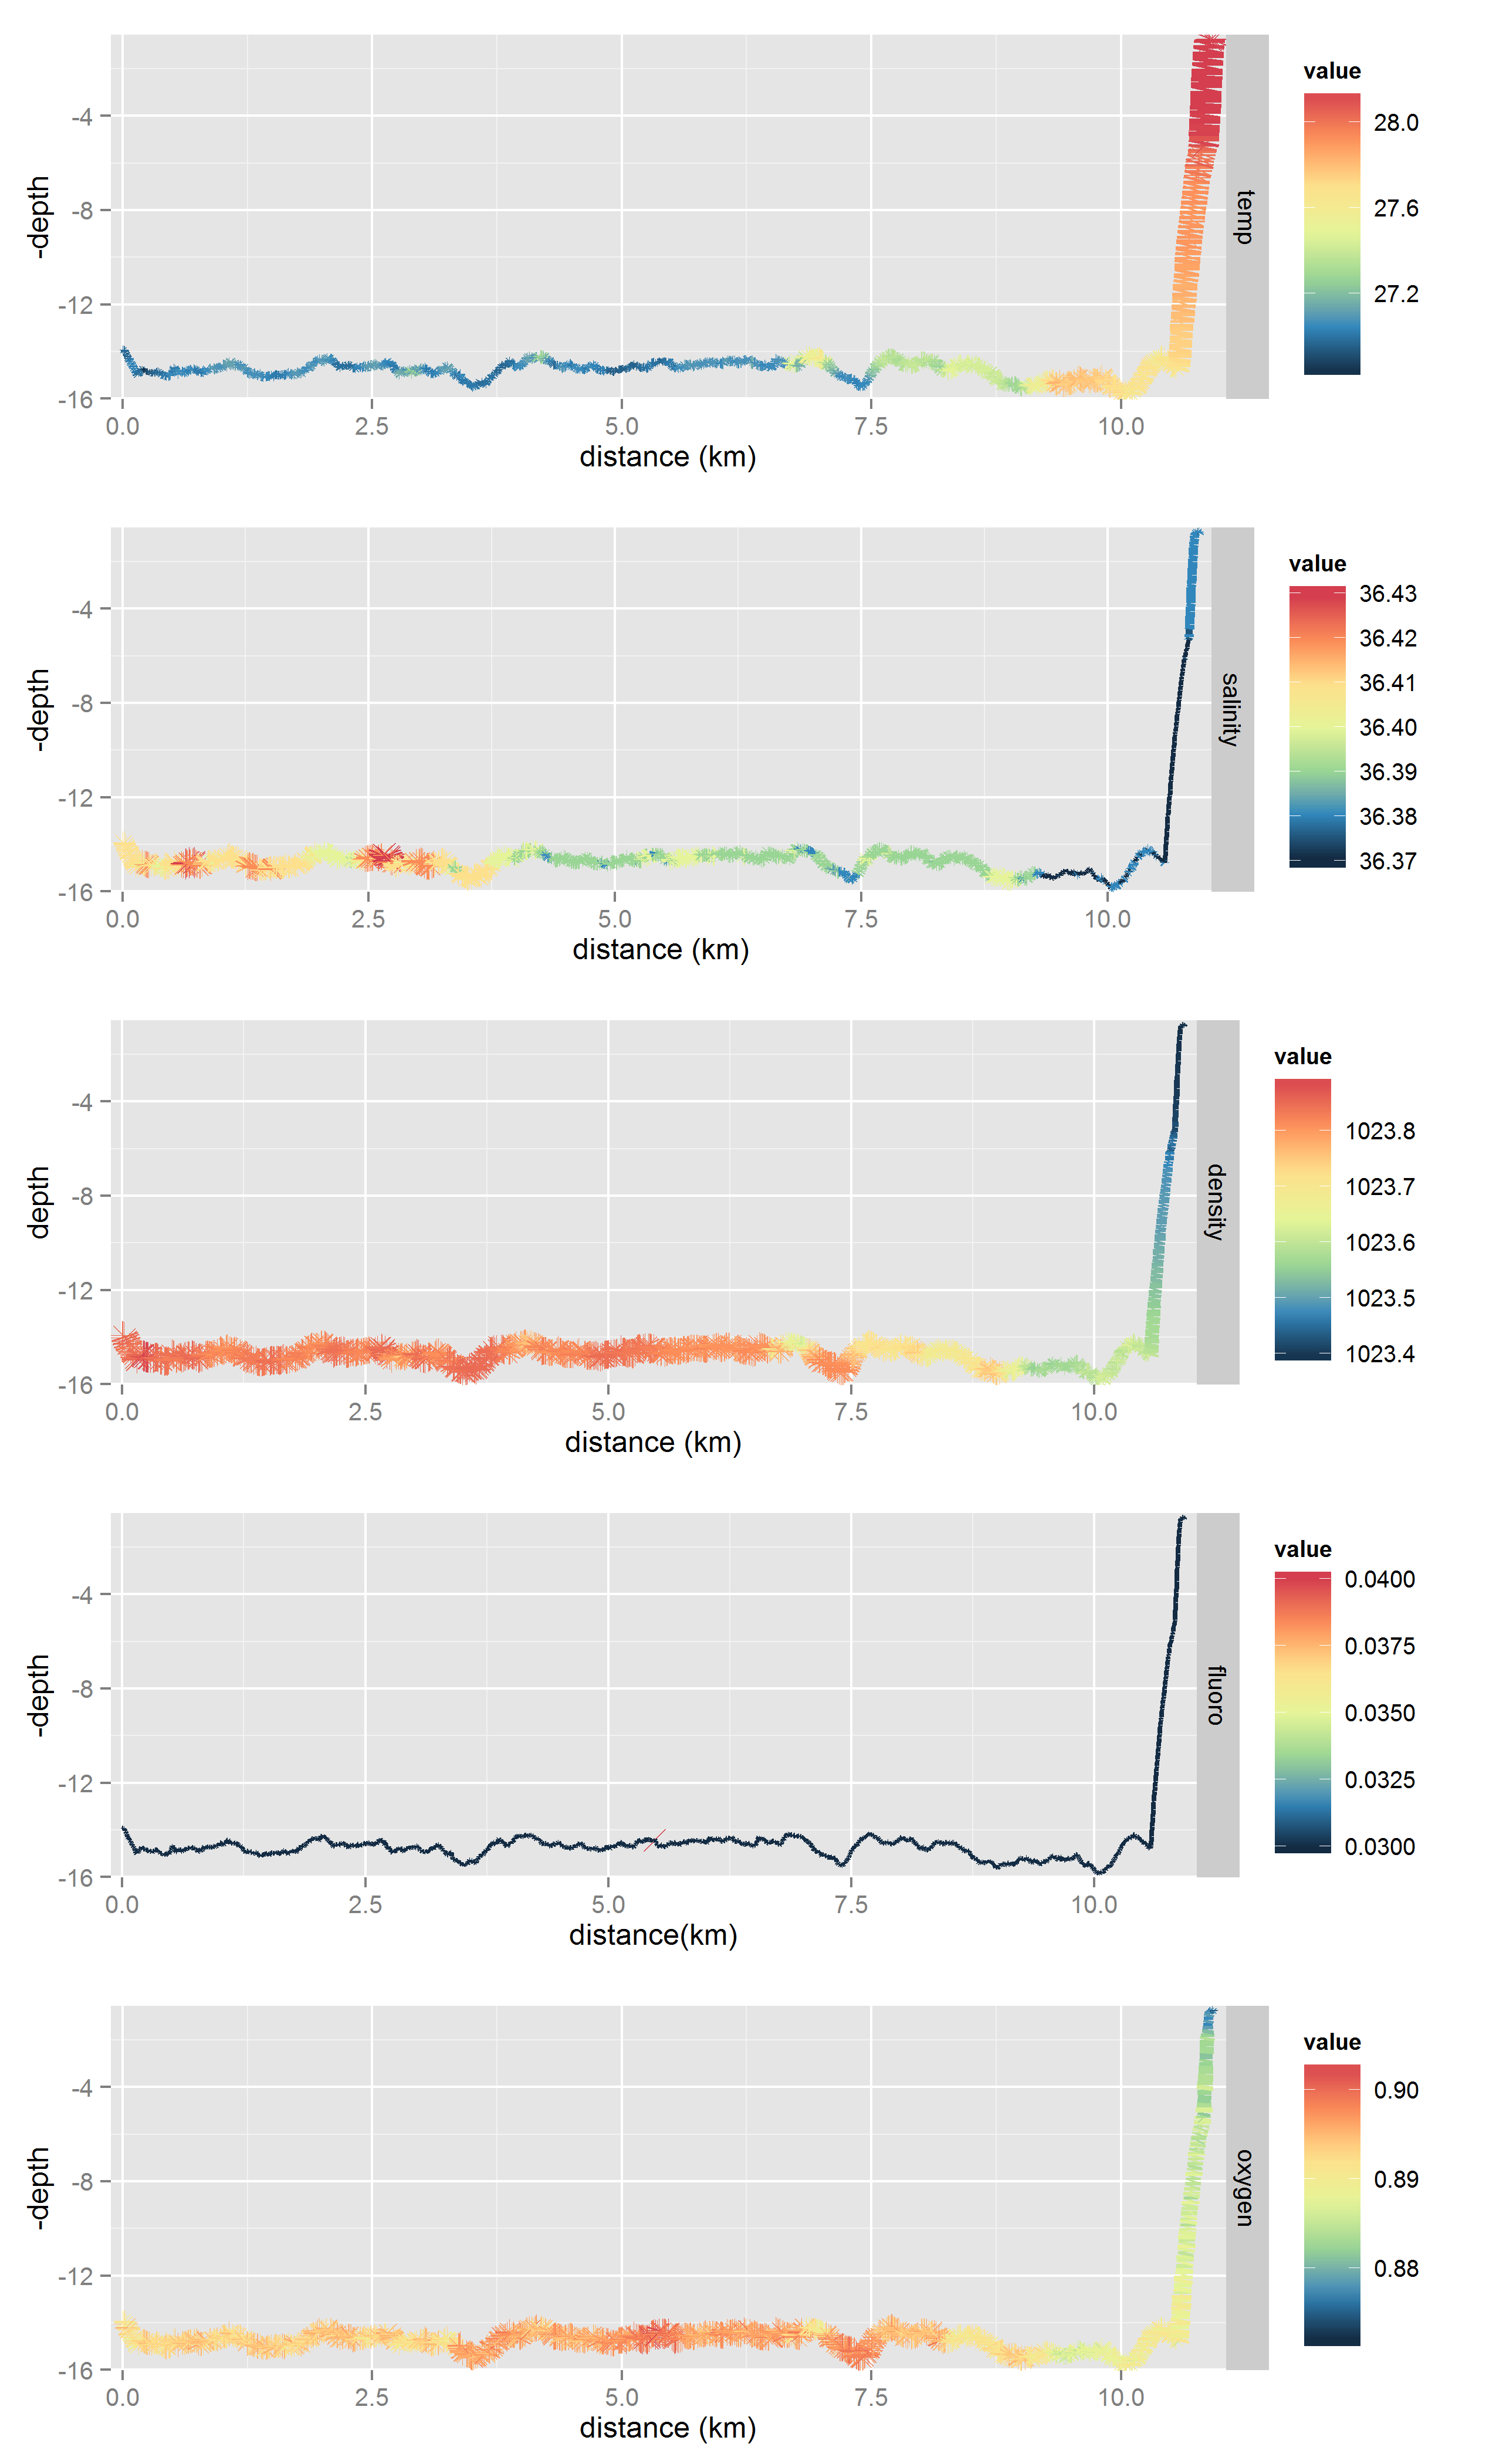 value
28.0
27.6
27.2
-4
-8
-12
-16
-depth
temp
0.0 2.5 5.0 7.5 10.0
distance (km)
value
36.43
36.42
36.41
36.40
36.39
36.38
36.37
-4
-8
-12
-16
-depth
salinity
0.0 2.5 5.0 7.5 10.0
distance (km)
value
1023.8
1023.7
1023.6
1023.5
1023.4
-4
-8
-12
-16
depth
density
0.0 2.5 5.0 7.5 10.0
distance (km)
value
0.0400
0.0375
0.0350
0.0325
0.0300
-4
-8
-12
-16
-depth
fluoro
0.0 2.5 5.0 7.5 10.0
distance(km)
value
0.90
0.89
0.88
-4
-8
-12
-16
-depth
oxygen
0.0 2.5 5.0 7.5 10.0
distance (km)